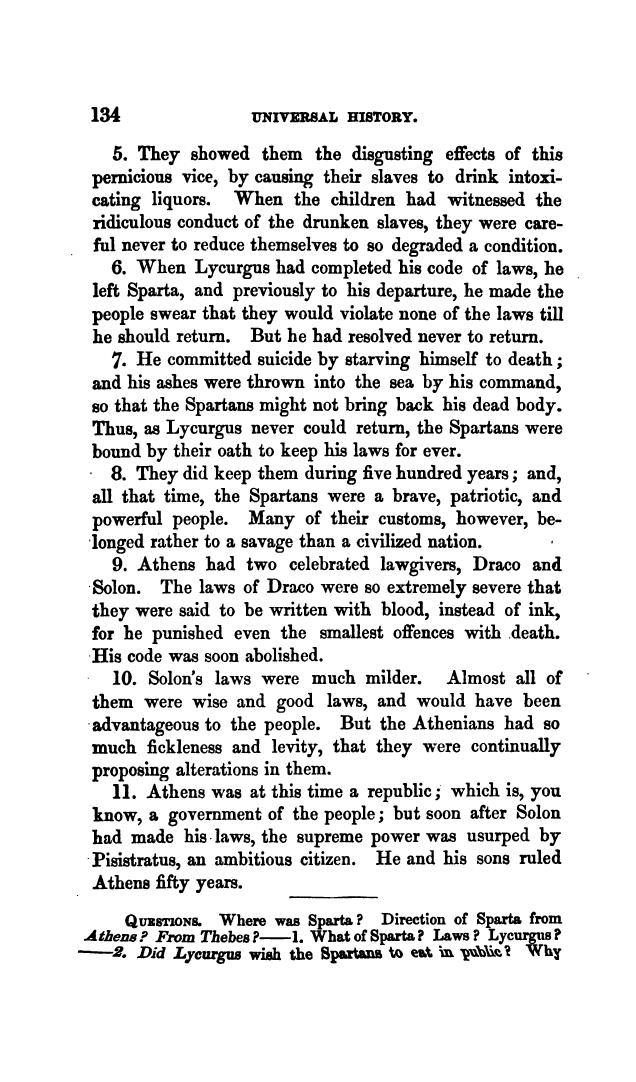 134 UNIVERSAL HISTORY.
5. They showed them the disgusting effects of this
pernicious vice, by causing their slaves to drink intoxi-
cating liquors. When the children had witnessed the
ridiculous conduct of the drunken slaves, they were care-
ful never to reduce themselves to so degraded a condition.
6. When Lycurgus had completed his code of laws, he
left Sparta, and previously to his departure, he made the
people swear that they would violate none of the laws till
he should return. But he had resolved never to return.
7. He committed suicide by starving himself to death;
and his ashes were thrown into the sea by his command,
so that the Spartans might not bring back his dead body.
Thus, as Lycurgus never could return, the Spartans were
bound by their oath to keep his laws for ever.
8. They did keep them during five hundred years; and,
all that time, the Spartans were a brave, patriotic, and
powerful people. Many of their customs, however, be-
longed rather to a savage than a civilized nation.
9. Athens had two celebrated lawgivers, Draco and
Solon. The laws of Draco were so extremely severe that
they were said to be written with blood, instead of ink,
for he punished even the smallest offences with death.
His code was soon abolished.
10. Solon's laws were much milder. Almost all of
them were wise and good laws, and would have been
advantageous to the people. But the Athenians had so
much fickleness and levity, that they were continually
proposing alterations in them.
11. Athens was at this time a republic; which is, you
know, a government of the people; but soon after Solon
had made his laws, the supreme power was usurped by
Pisistratus, an ambitious citizen. He and his sons ruled
Athens fifty years.
QUESTIONS. Where was Sparta? Direction of Sparta from
Athens? From Thebes?——1. What of Sparta? Laws? Lycurgus?
——2. Did Lycurgus wish the Spartans to eat in public? Why